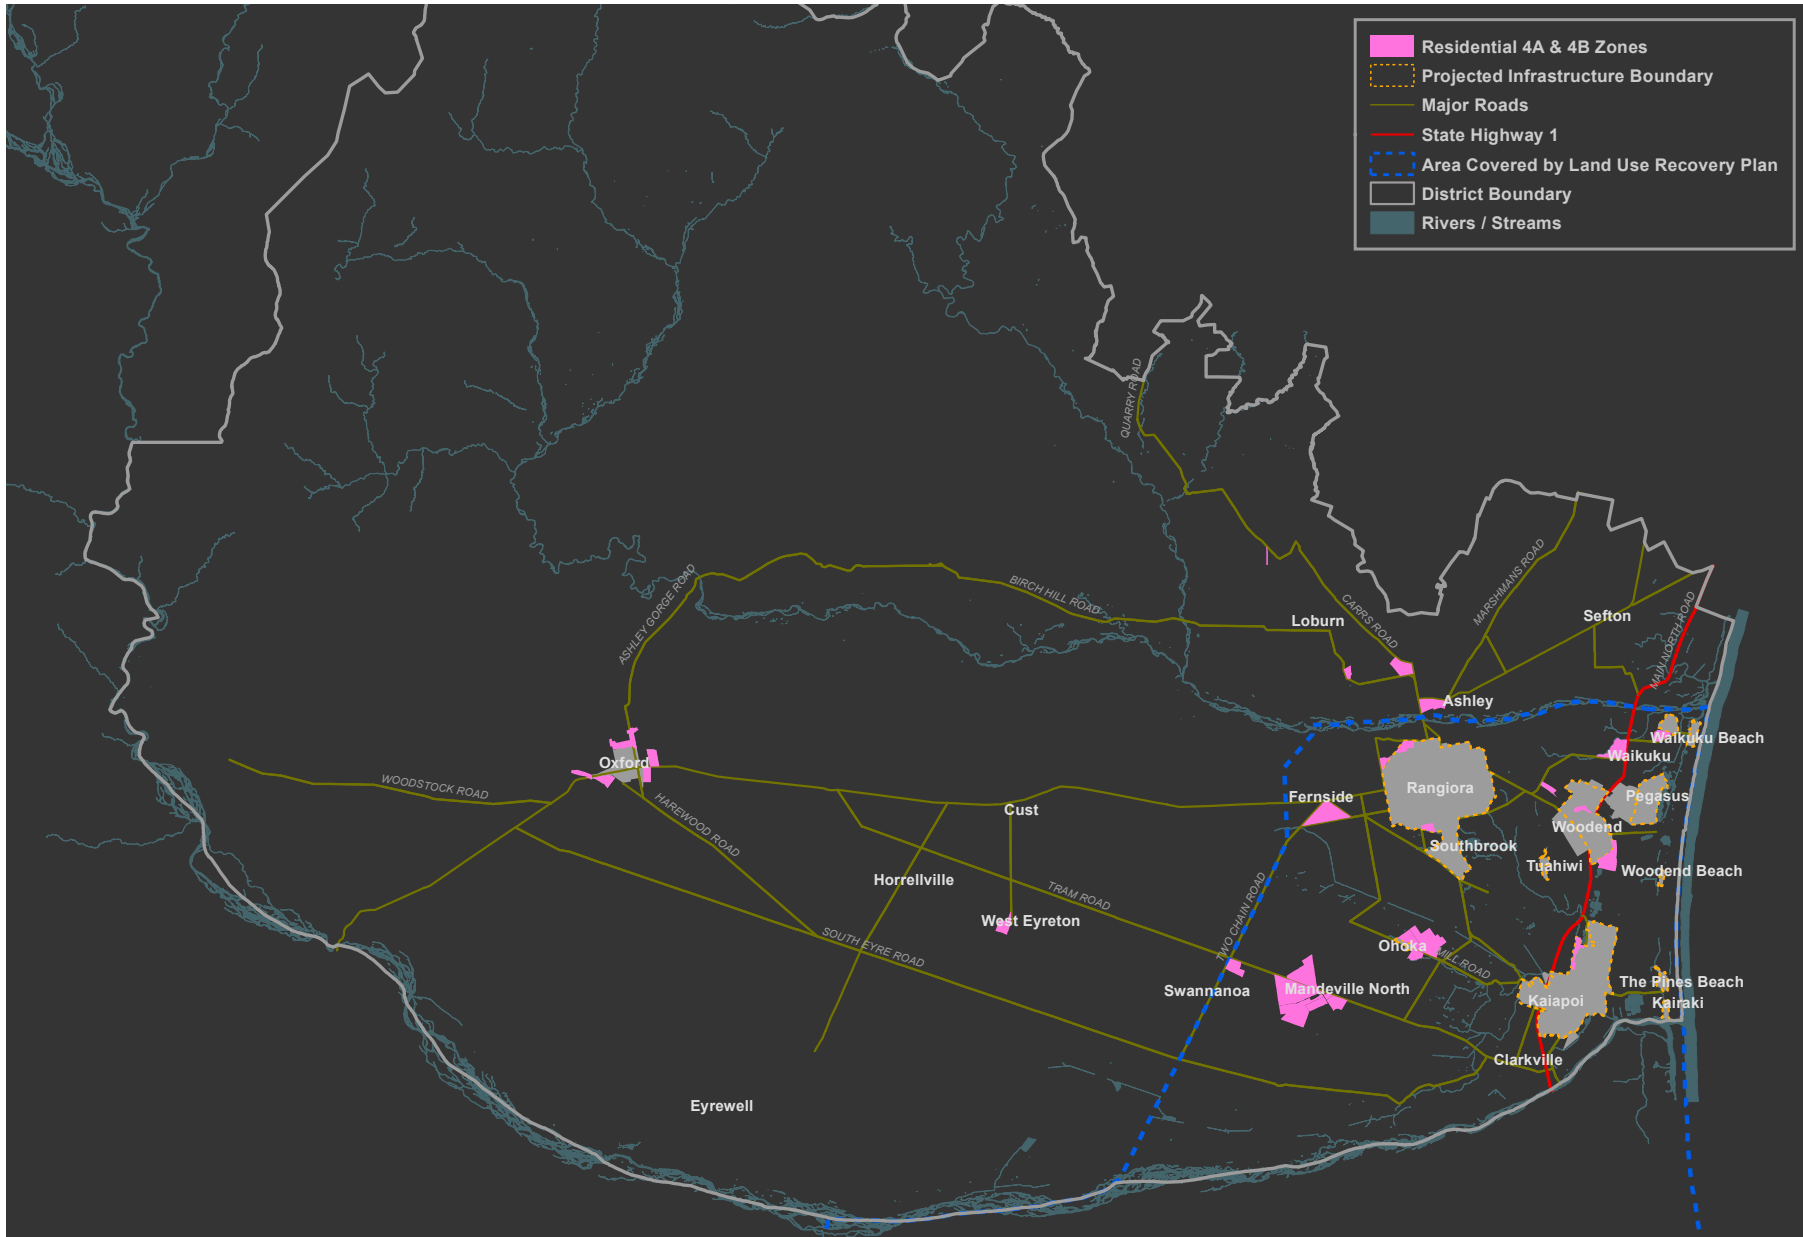 Residential 4A & 4B Zones
Projected Infrastructure Boundary
Major Roads
State Highway 1
Area Covered by Land Use Recovery Plan
District Boundary
Rivers / Streams
QUARRY ROAD
MARSHMANS ROAD
ASHLEY GORGE ROAD
BIRCH HILL ROAD
CARRS ROAD
Loburn
Sefton
MAIN NORTH ROAD
Ashley
Waikuku Beach
Waikuku
Oxford
WOODSTOCK ROAD
HAREWOOD ROAD
Cust
Fernside
Rangiora
Pegasus
Woodend
Southbrook
Tuahiwi
Woodend Beach
Horrellville
TRAM ROAD
TWO CHAIN ROAD
West Eyreton
SOUTH EYRE ROAD
Ohoka
MILL ROAD
Swannanoa
Mandeville North
The Pines Beach
Kaiapoi
Kairaki
Clarkville
Eyrewell